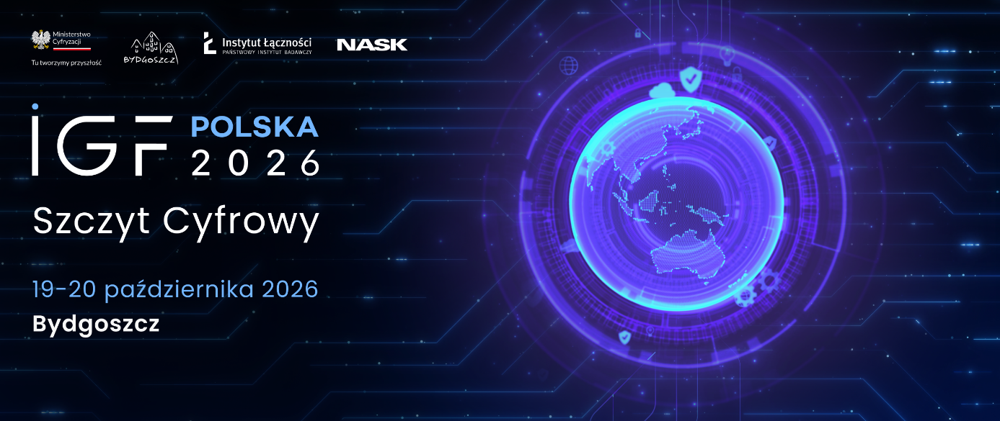 Ministerstwo
Cyfryzacji
Tu tworzymy przyszłość
BYDGOSZCZ
Ł
Instytut Łączności
PAŃSTWOWY INSTYTUT BADAWCZY
NASK
iGF
POLSKA
2026
Szczyt Cyfrowy
19-20 października 2026
Bydgoszcz